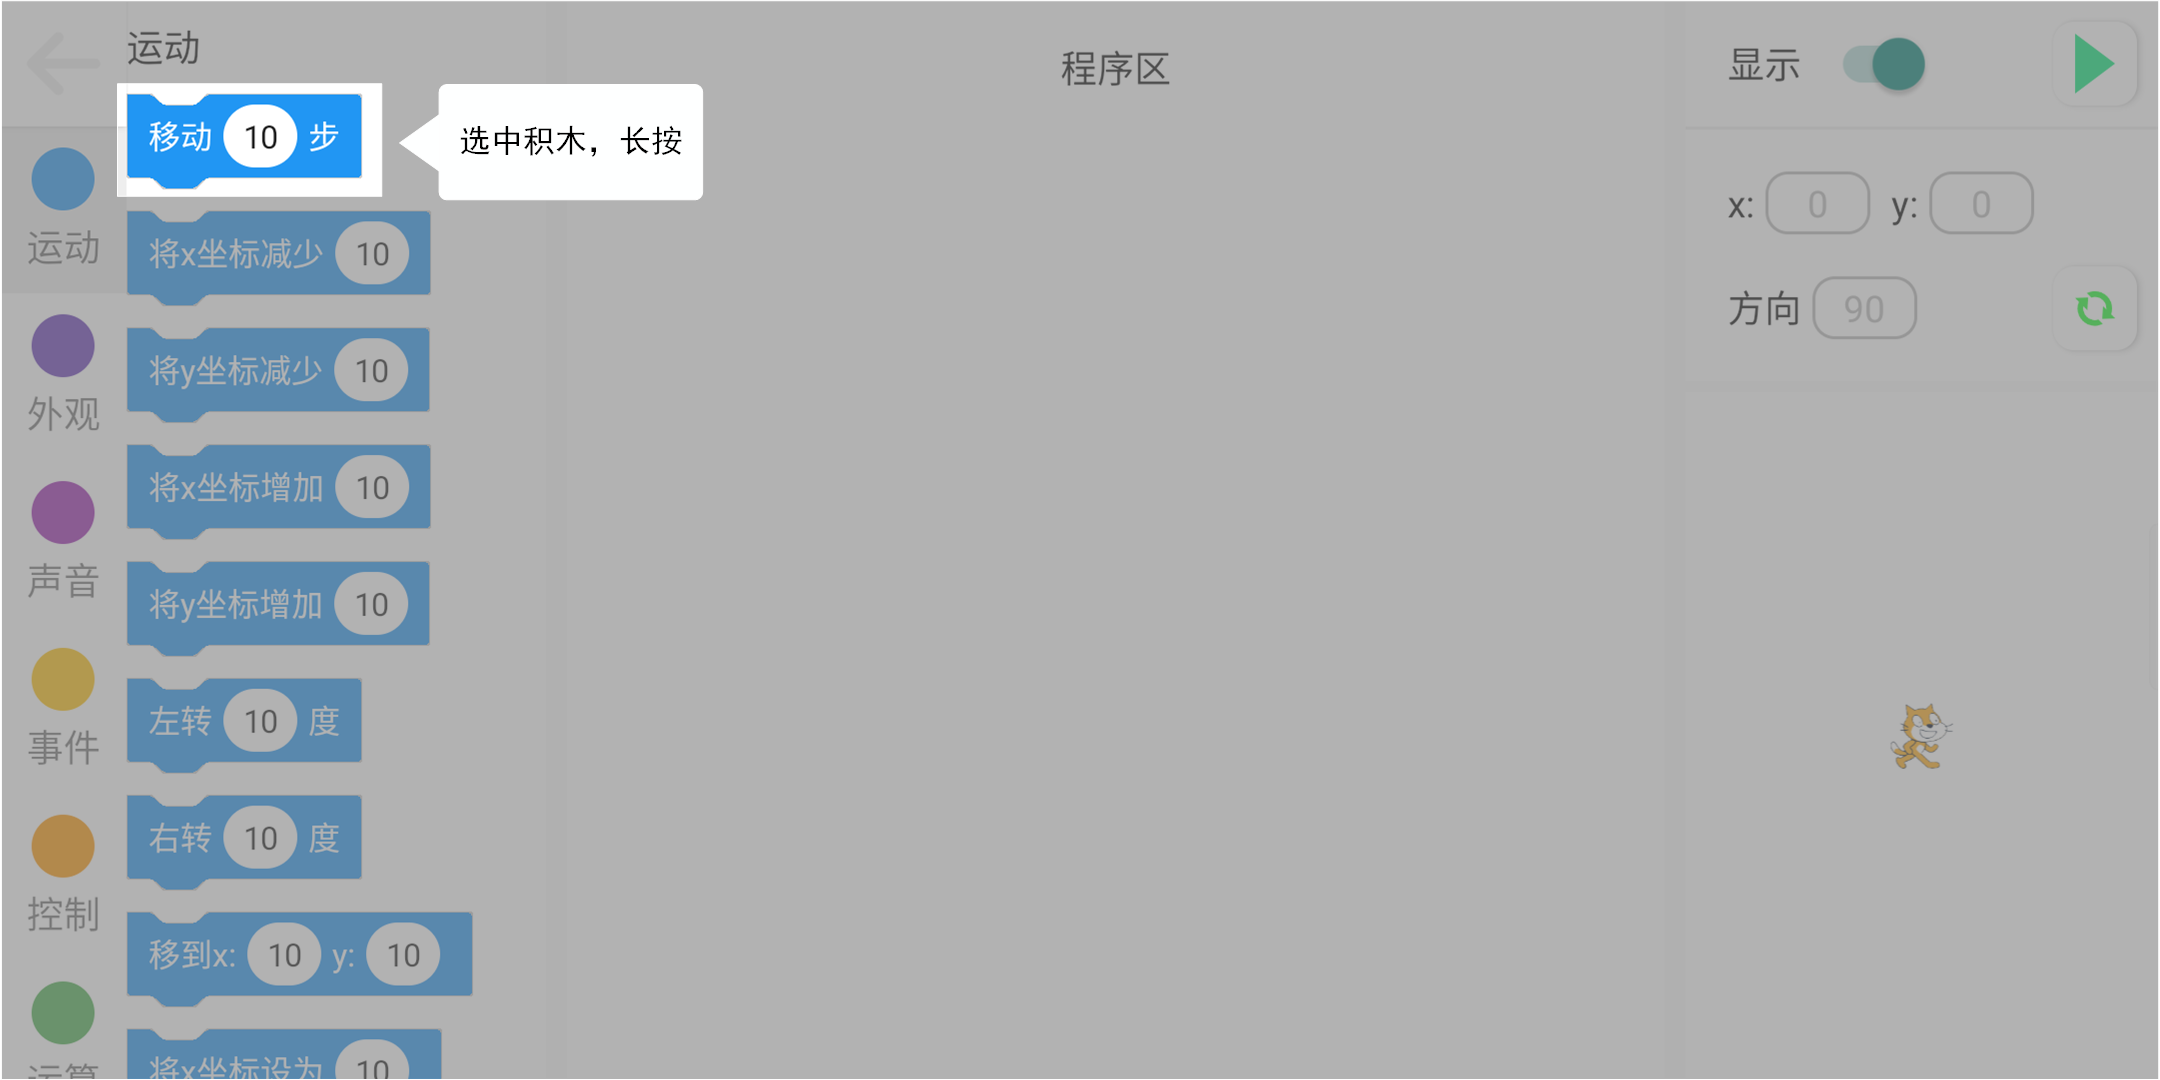 运动
程序区
显示
移动 10 步
选中积木，长按
运动
外观
声音
事件
控制
运算
将x坐标减少 10
将y坐标减少 10
将x坐标增加 10
将y坐标增加 10
左转 10 度
右转 10 度
移到x: 10 y: 10
将x坐标设为 10
x: 0 y: 0
方向 90